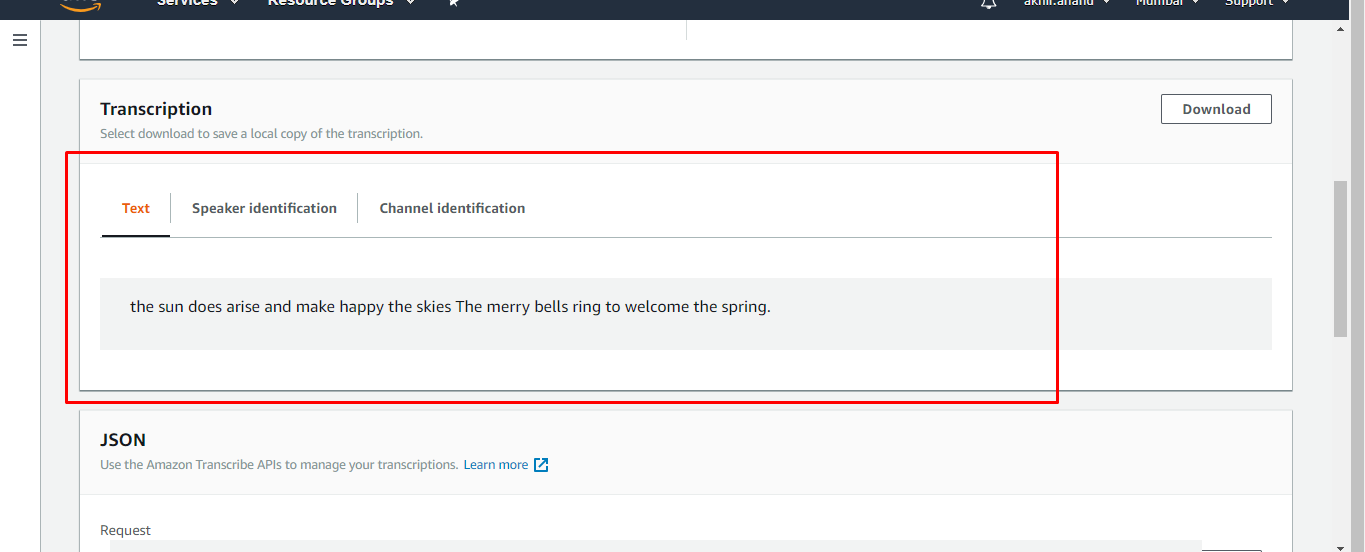 Services Resource Groups akhil.anand Mumbai Support
Transcription
Download
Select download to save a local copy of the transcription.
Text Speaker identification Channel identification
the sun does arise and make happy the skies The merry bells ring to welcome the spring.
JSON
Use the Amazon Transcribe APIs to manage your transcriptions. Learn more
Request